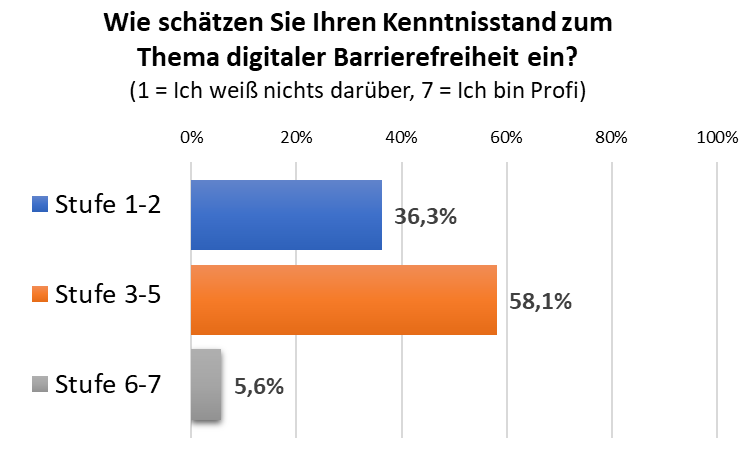 Wie schätzen Sie Ihren Kenntnisstand zum
Thema digitaler Barrierefreiheit ein?
(1 = Ich weiß nichts darüber, 7 = Ich bin Profi)
0% 20% 40% 60% 80% 100%
Stufe 1-2 36,3%
Stufe 3-5 58,1%
Stufe 6-7 5,6%